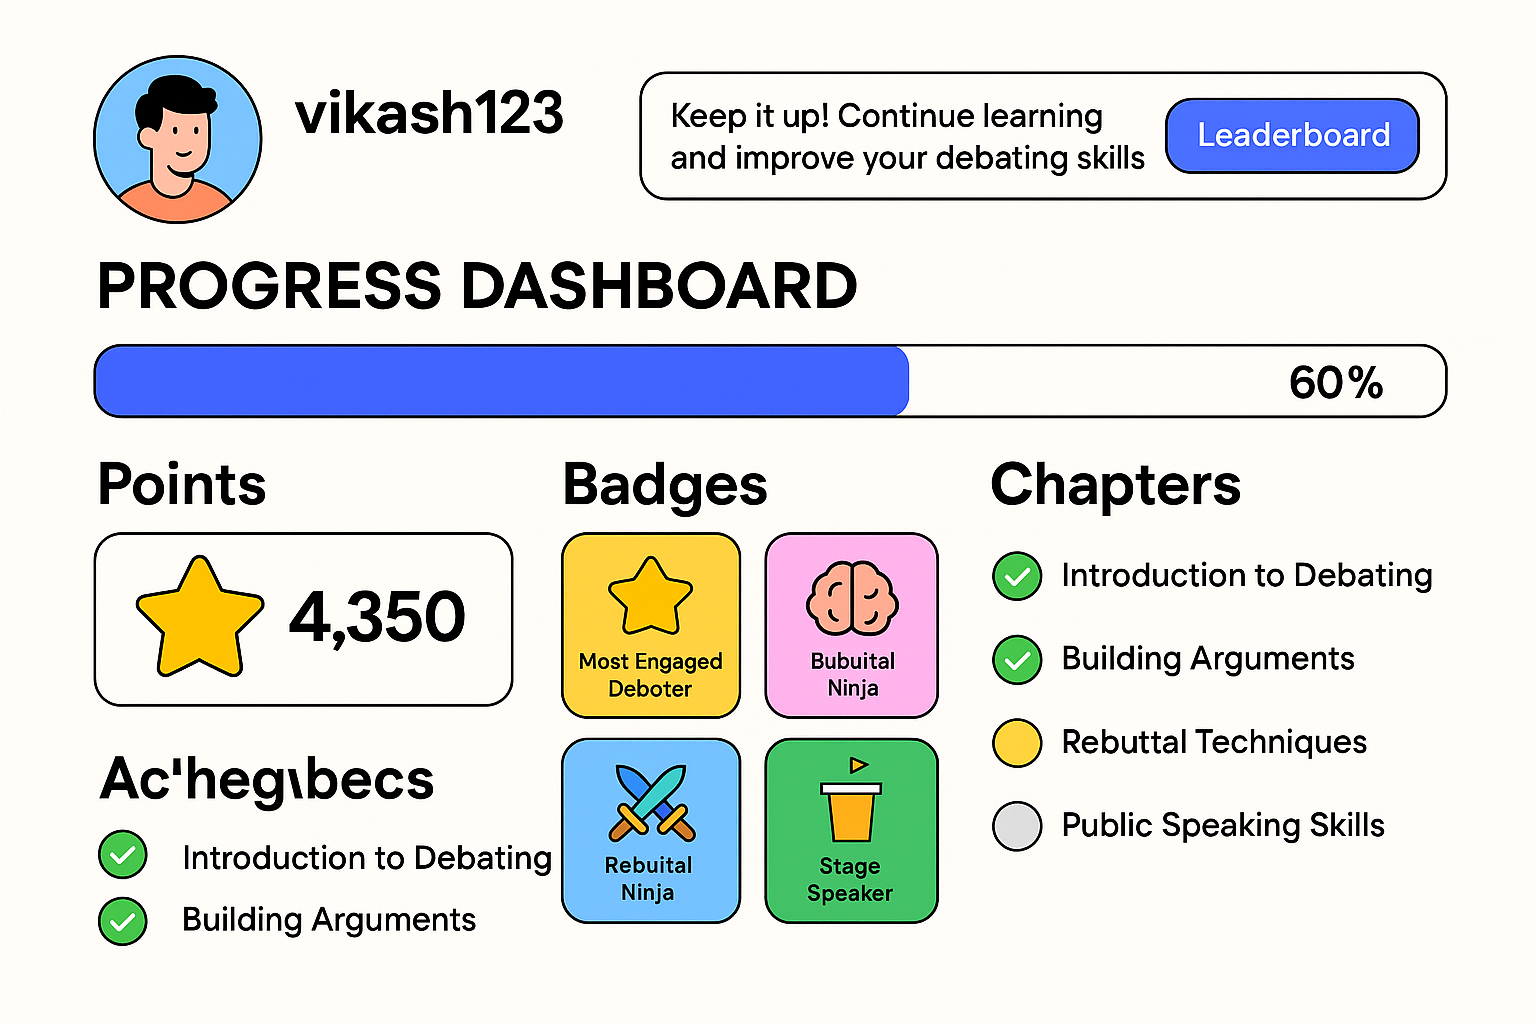 vikash123
Keep it up! Continue learning
and improve your debating skills
Leaderboard
PROGRESS DASHBOARD
60%
Points
4,350
Ac'hegıbecs
Introduction to Debating
Building Arguments
Badges
Most Engaged
Deboter
Bubuital
Ninja
Rebuital
Ninja
Stage
Speaker
Chapters
Introduction to Debating
Building Arguments
Rebuttal Techniques
Public Speaking Skills